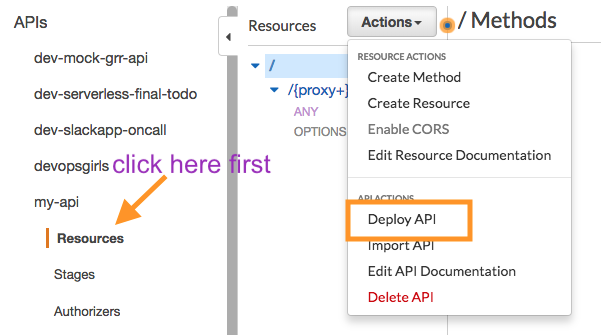 APIs
dev-mock-grr-api
dev-serverless-final-todo
dev-slackapp-oncall
devopsgirls click here first
my-api
Resources
Stages
Authorizers
Resources
Actions
/ Methods
/
/{proxy+}
ANY
OPTIONS
RESOURCE ACTIONS
Create Method
Create Resource
Enable CORS
Edit Resource Documentation
API ACTIONS
Deploy API
Import API
Edit API Documentation
Delete API